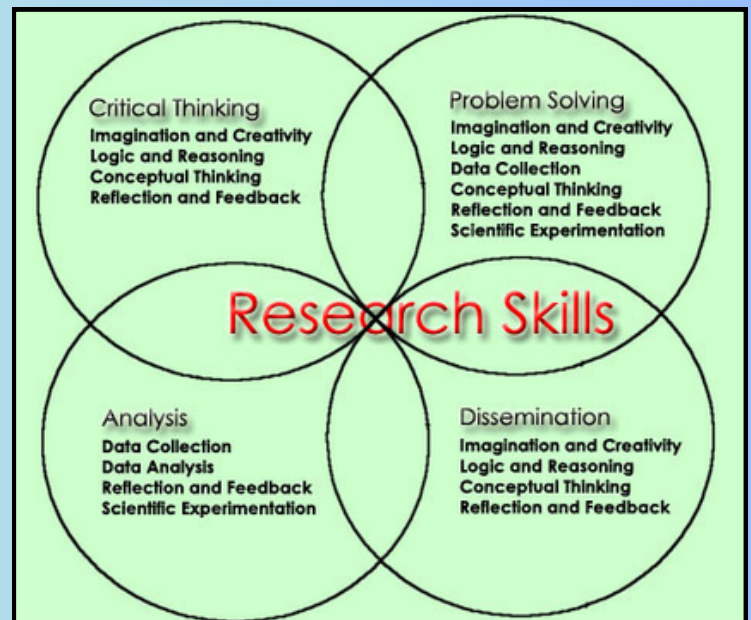 Critical Thinking
Imagination and Creativity
Logic and Reasoning
Conceptual Thinking
Reflection and Feedback
Problem Solving
Imagination and Creativity
Logic and Reasoning
Data Collection
Conceptual Thinking
Reflection and Feedback
Scientific Experimentation
Research Skills
Analysis
Data Collection
Data Analysis
Reflection and Feedback
Scientific Experimentation
Dissemination
Imagination and Creativity
Logic and Reasoning
Conceptual Thinking
Reflection and Feedback